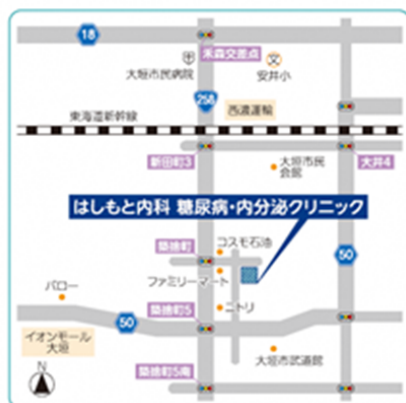 18
禾森交差点
大垣市民病院
安井小
258
西濃運輸
東海道新幹線
新田町3
大井4
大垣市民
会館
はしもと内科 糖尿病・内分泌クリニック
築捨町
コスモ石油
50
バロー
ファミリーマート
ニトリ
50
築捨町5
イオンモール
大垣
大垣市武道館
N
築捨町5南